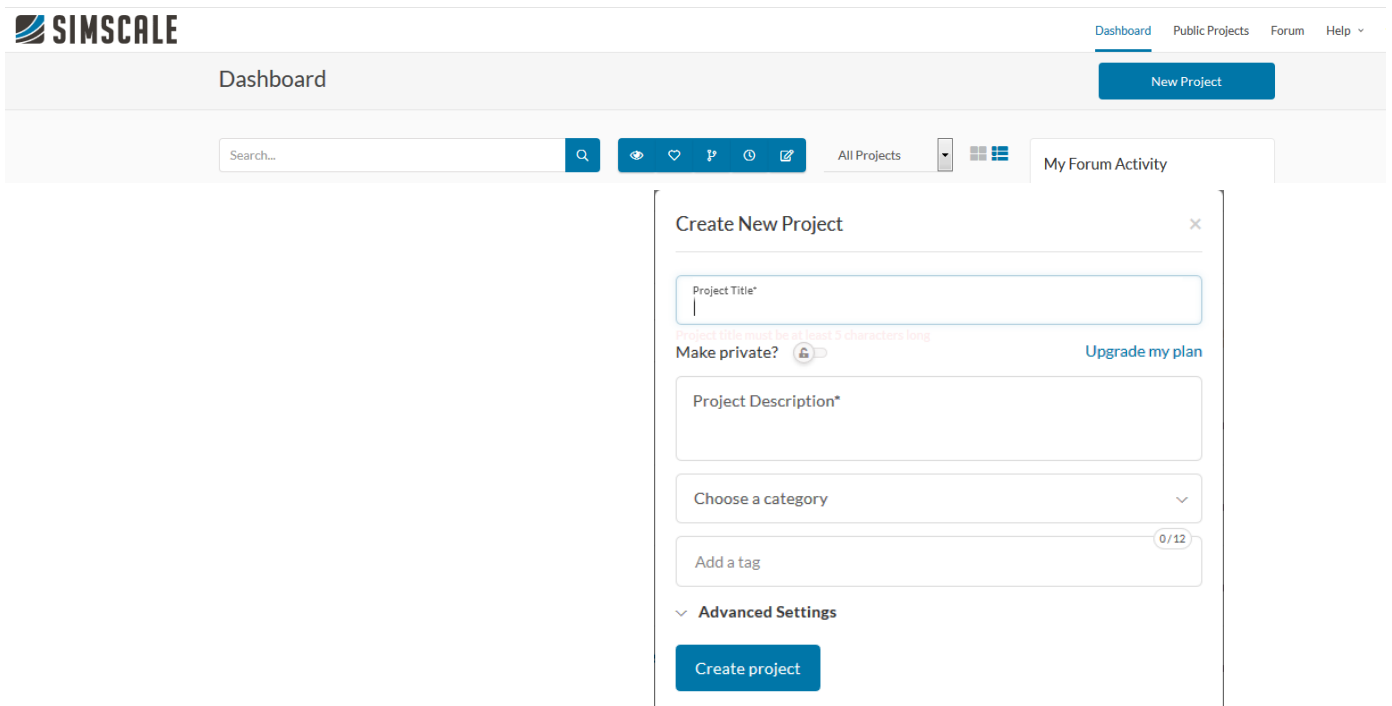 SIMSCALE
Dashboard Public Projects Forum Help
Dashboard
New Project
Search...
All Projects
My Forum Activity
Create New Project
Project Title*
Project title must be at least 5 characters long
Make private?
Upgrade my plan
Project Description*
Choose a category
0/12
Add a tag
Advanced Settings
Create project